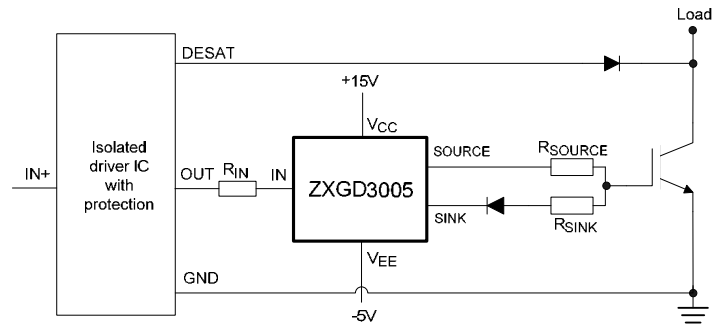 Load
DESAT
+15V
VCC
Isolated
driver IC
with
protection
IN+
OUT
RIN
IN
ZXGD3005
SOURCE
RSOURCE
SINK
RSINK
VEE
GND
-5V